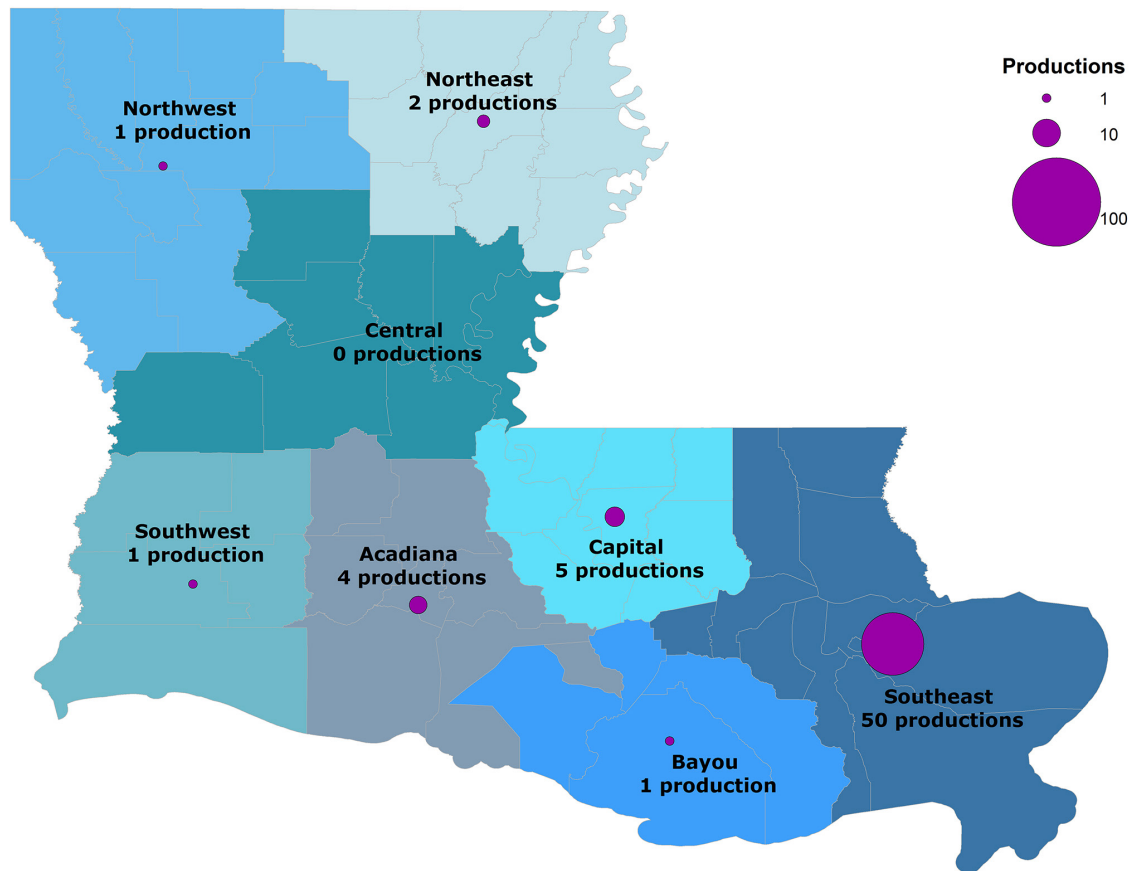 Productions
1
10
100
Northwest
1 production
Northeast
2 productions
Central
0 productions
Southwest
1 production
Acadiana
4 productions
Capital
5 productions
Southeast
50 productions
Bayou
1 production